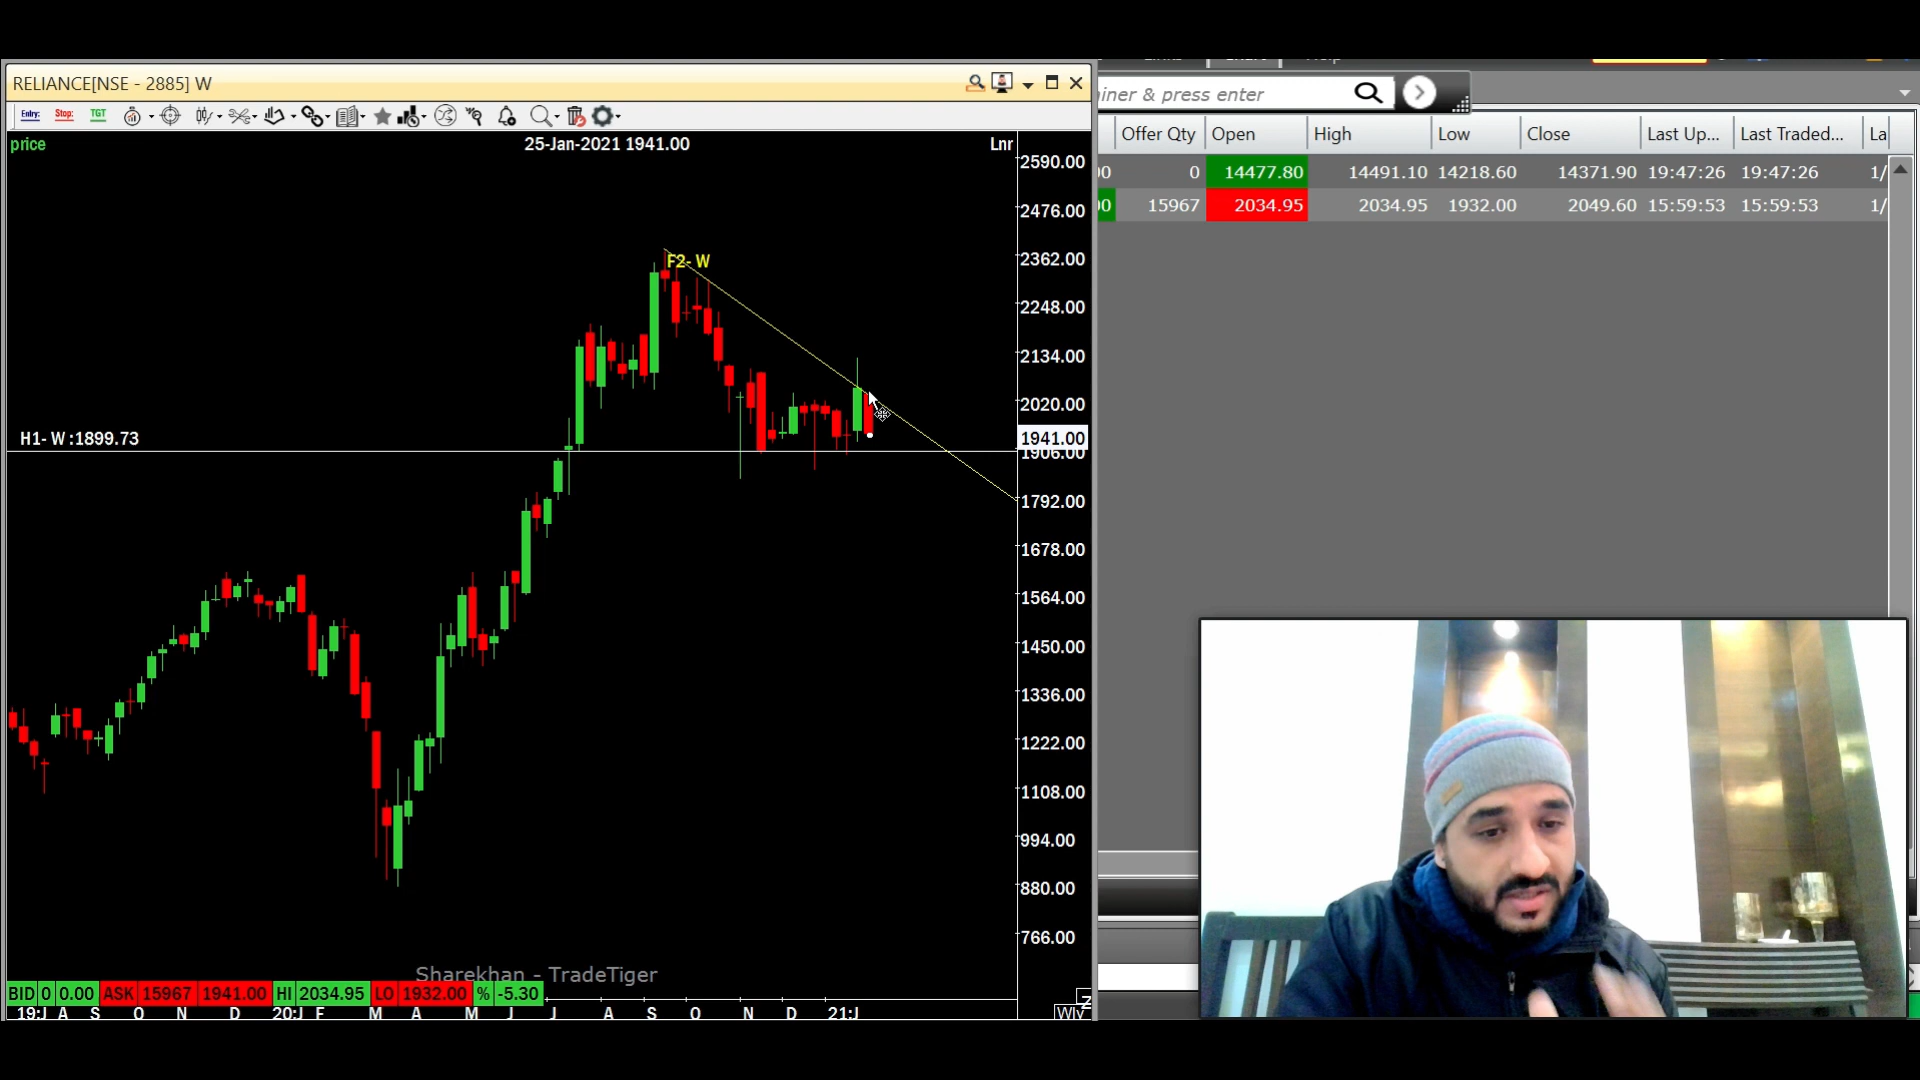 RELIANCE[NSE - 2885] W
Entry: Stop: TGT
price
25-Jan-2021 1941.00
Lnr
2590.00
2476.00
2362.00
2248.00
2134.00
2020.00
1941.00
1906.00
1792.00
1678.00
1564.00
1450.00
1336.00
1222.00
1108.00
994.00
880.00
766.00
F2- W
H1- W :1899.73
Sharekhan - TradeTiger
BID 0 0.00 ASK 15967 1941.00 HI 2034.95 LO 1932.00 % -5.30
19:J A S O N D 20:J F M A M J J A S O N D 21:J
Wly
& press enter
Offer Qty Open High Low Close Last Up... Last Traded... La
0 14477.80 14491.10 14218.60 14371.90 19:47:26 19:47:26 1/
15967 2034.95 2034.95 1932.00 2049.60 15:59:53 15:59:53 1/